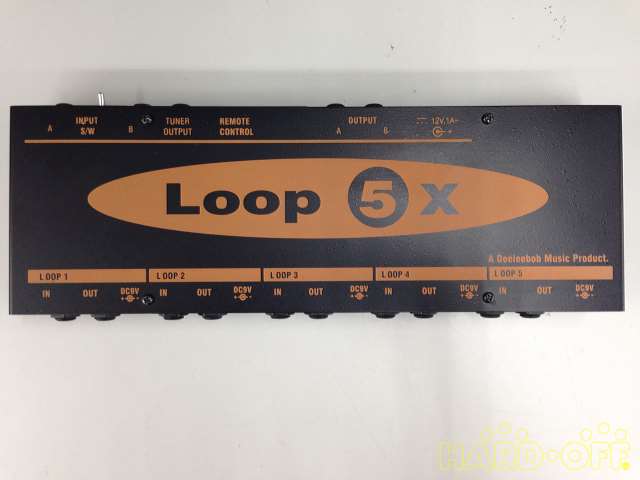 A INPUT S/W B TUNER OUTPUT REMOTE CONTROL OUTPUT A B 12V.1A~
Loop 5 X
A Docleebob Music Product.
LOOP 1 LOOP 2 LOOP 3 LOOP 4 LOOP 5
IN OUT DC9V IN OUT DC9V IN OUT DC9V IN OUT DC9V IN OUT DC9V
HARD-OFF